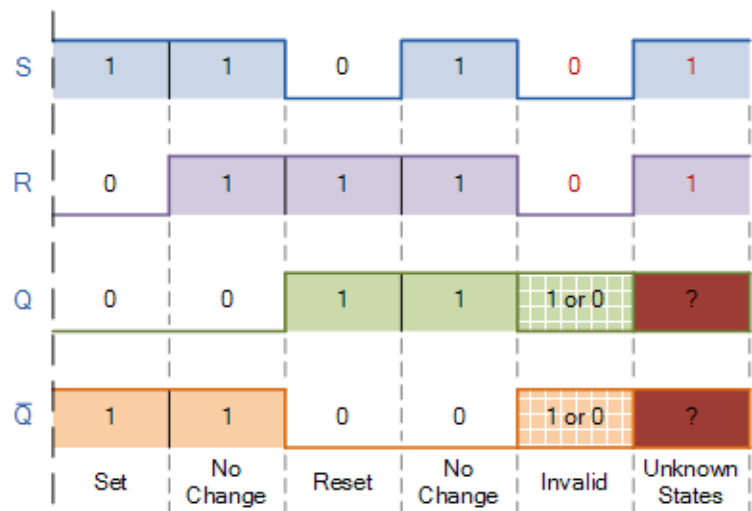 S 1 1 0 1 0 1
R 0 1 1 1 0 1
Q 0 0 1 1 1 or 0 ?
Q̅ 1 1 0 0 1 or 0 ?
Set No Change Reset No Change Invalid Unknown States